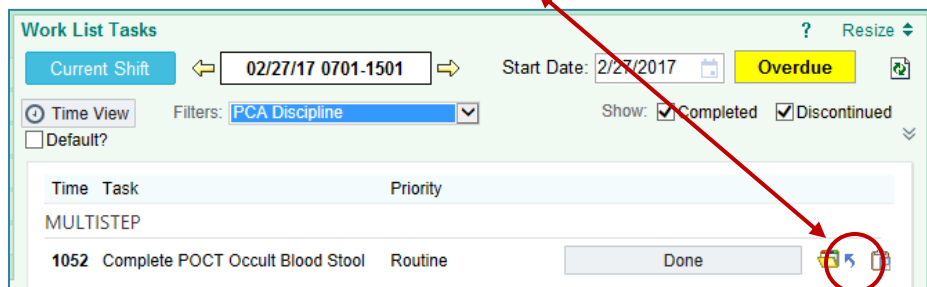 Work List Tasks ? Resize
Current Shift 02/27/17 0701-1501 Start Date: 2/27/2017 Overdue
Time View Filters: PCA Discipline Show: Completed Discontinued
Default?
Time Task Priority
MULTISTEP
1052 Complete POCT Occult Blood Stool Routine Done